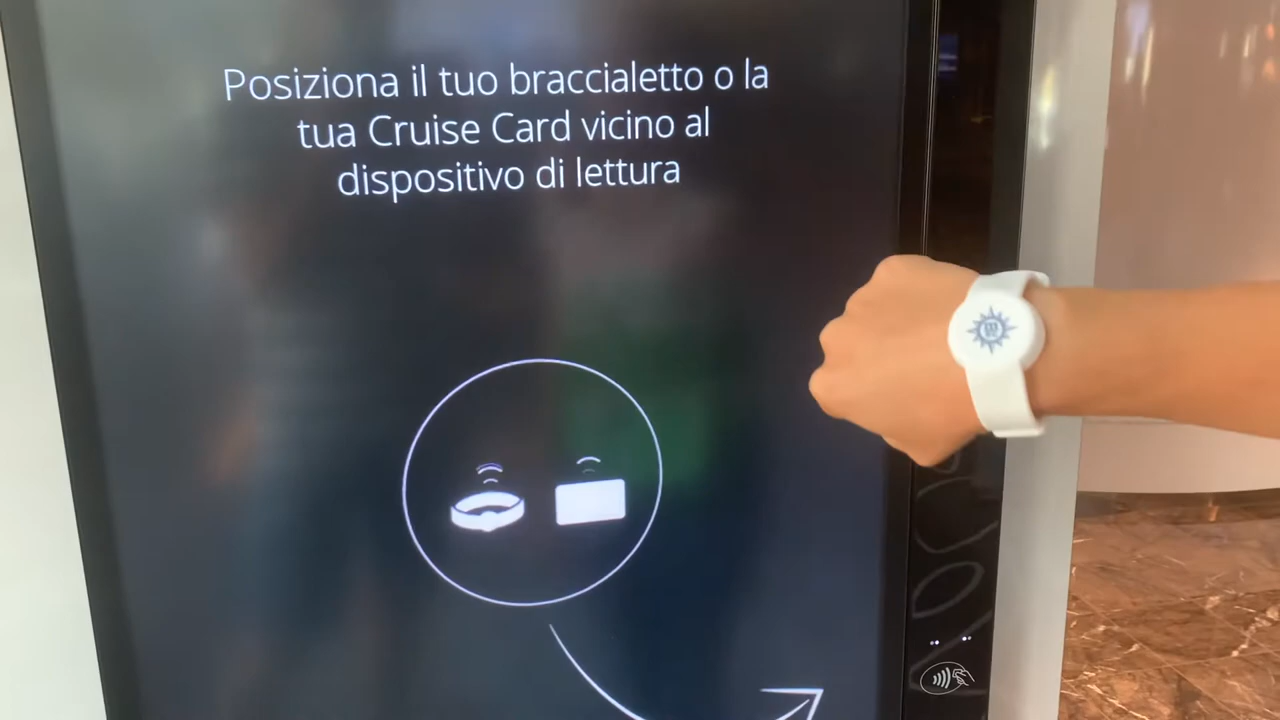 Posiziona il tuo braccialetto o la
tua Cruise Card vicino al
dispositivo di lettura